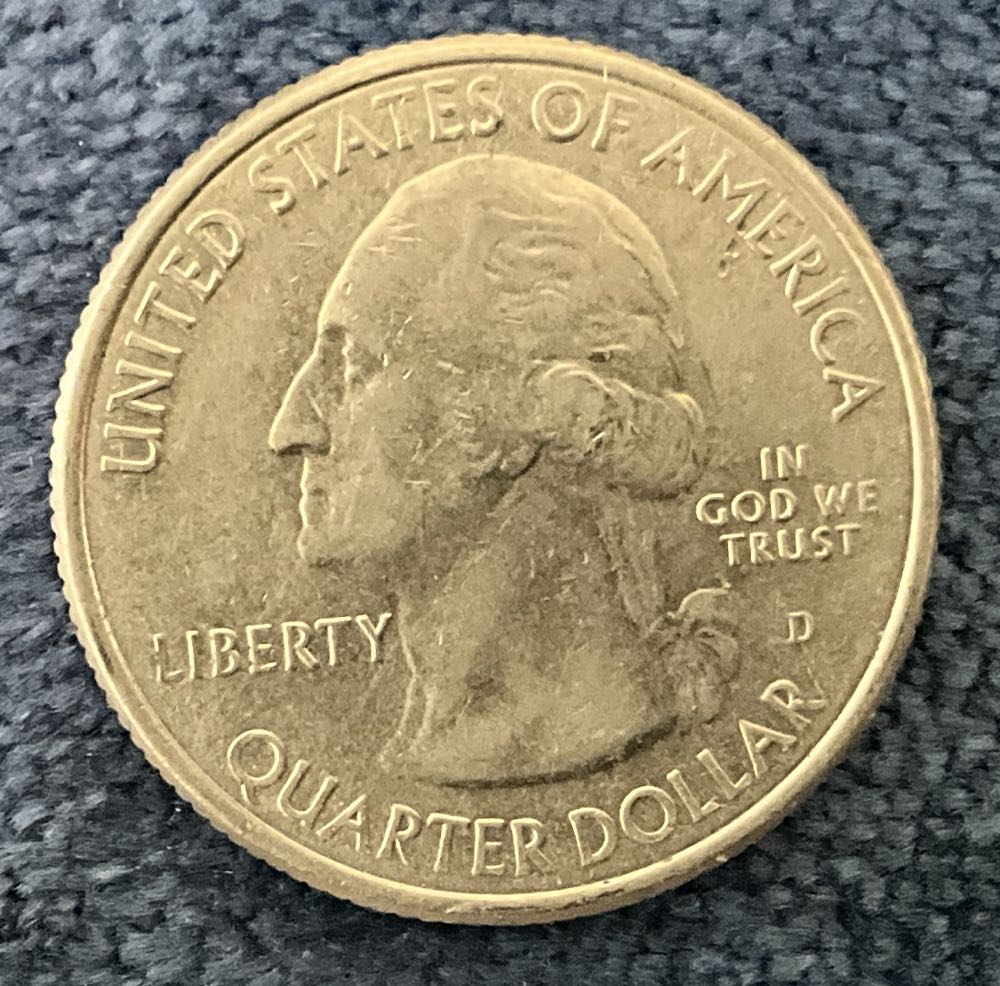 UNITED STATES OF AMERICA
IN
GOD WE
TRUST
D
LIBERTY
QUARTER DOLLAR